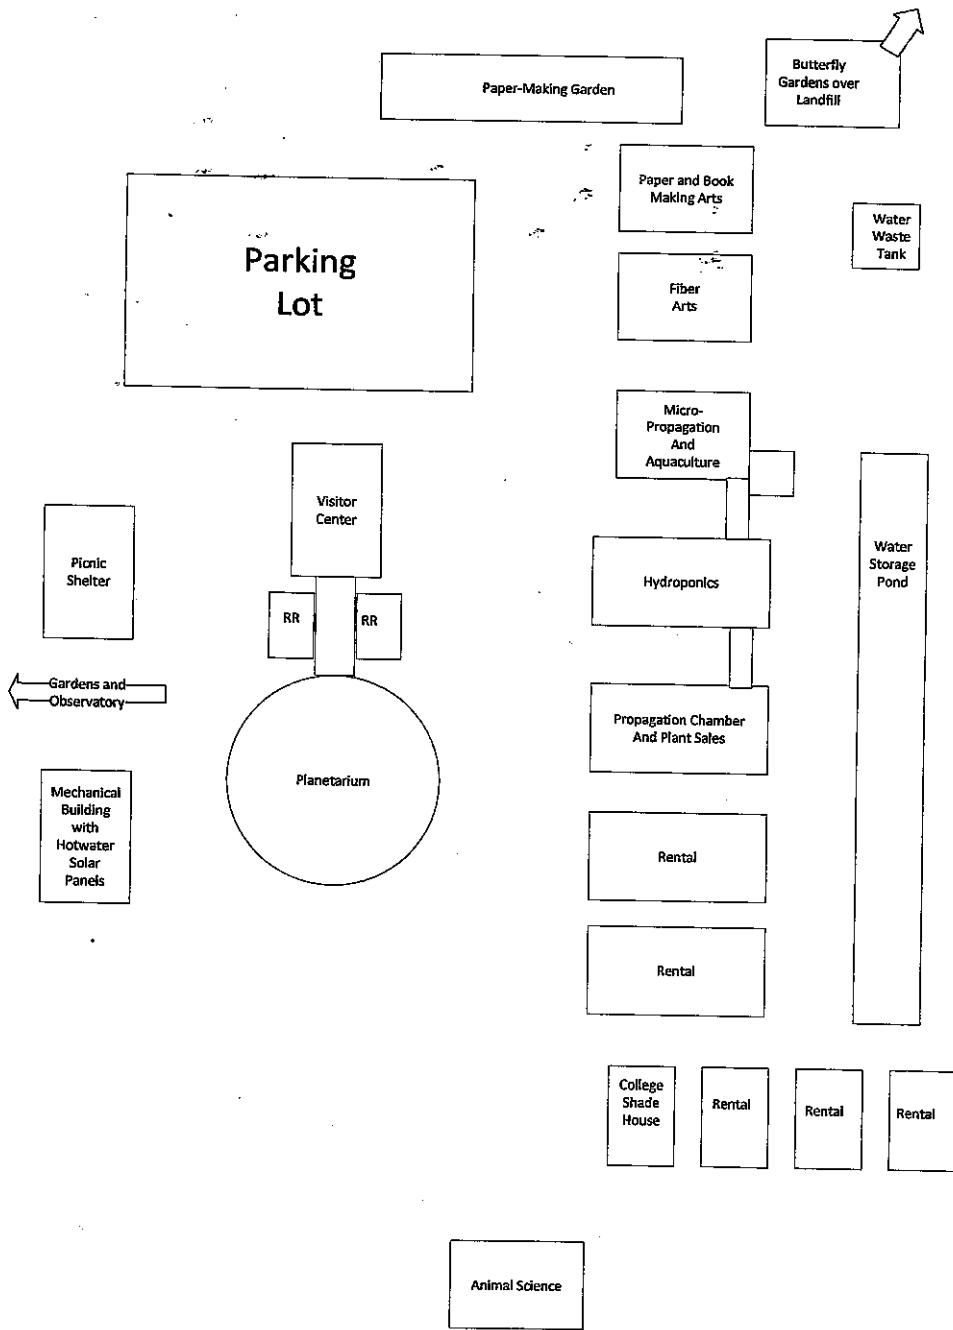 Paper-Making Garden
Butterfly
Gardens over
Landfill
Paper and Book
Making Arts
Water
Waste
Tank
Parking
Lot
Fiber
Arts
Micro-
Propagation
And
Aquaculture
Visitor
Center
Picnic
Shelter
Water
Storage
Pond
Hydroponics
RR
RR
Gardens and
Observatory
Propagation Chamber
And Plant Sales
Planetarium
Mechanical
Building
with
Hotwater
Solar
Panels
Rental
Rental
College
Shade
House
Rental
Rental
Rental
Animal Science